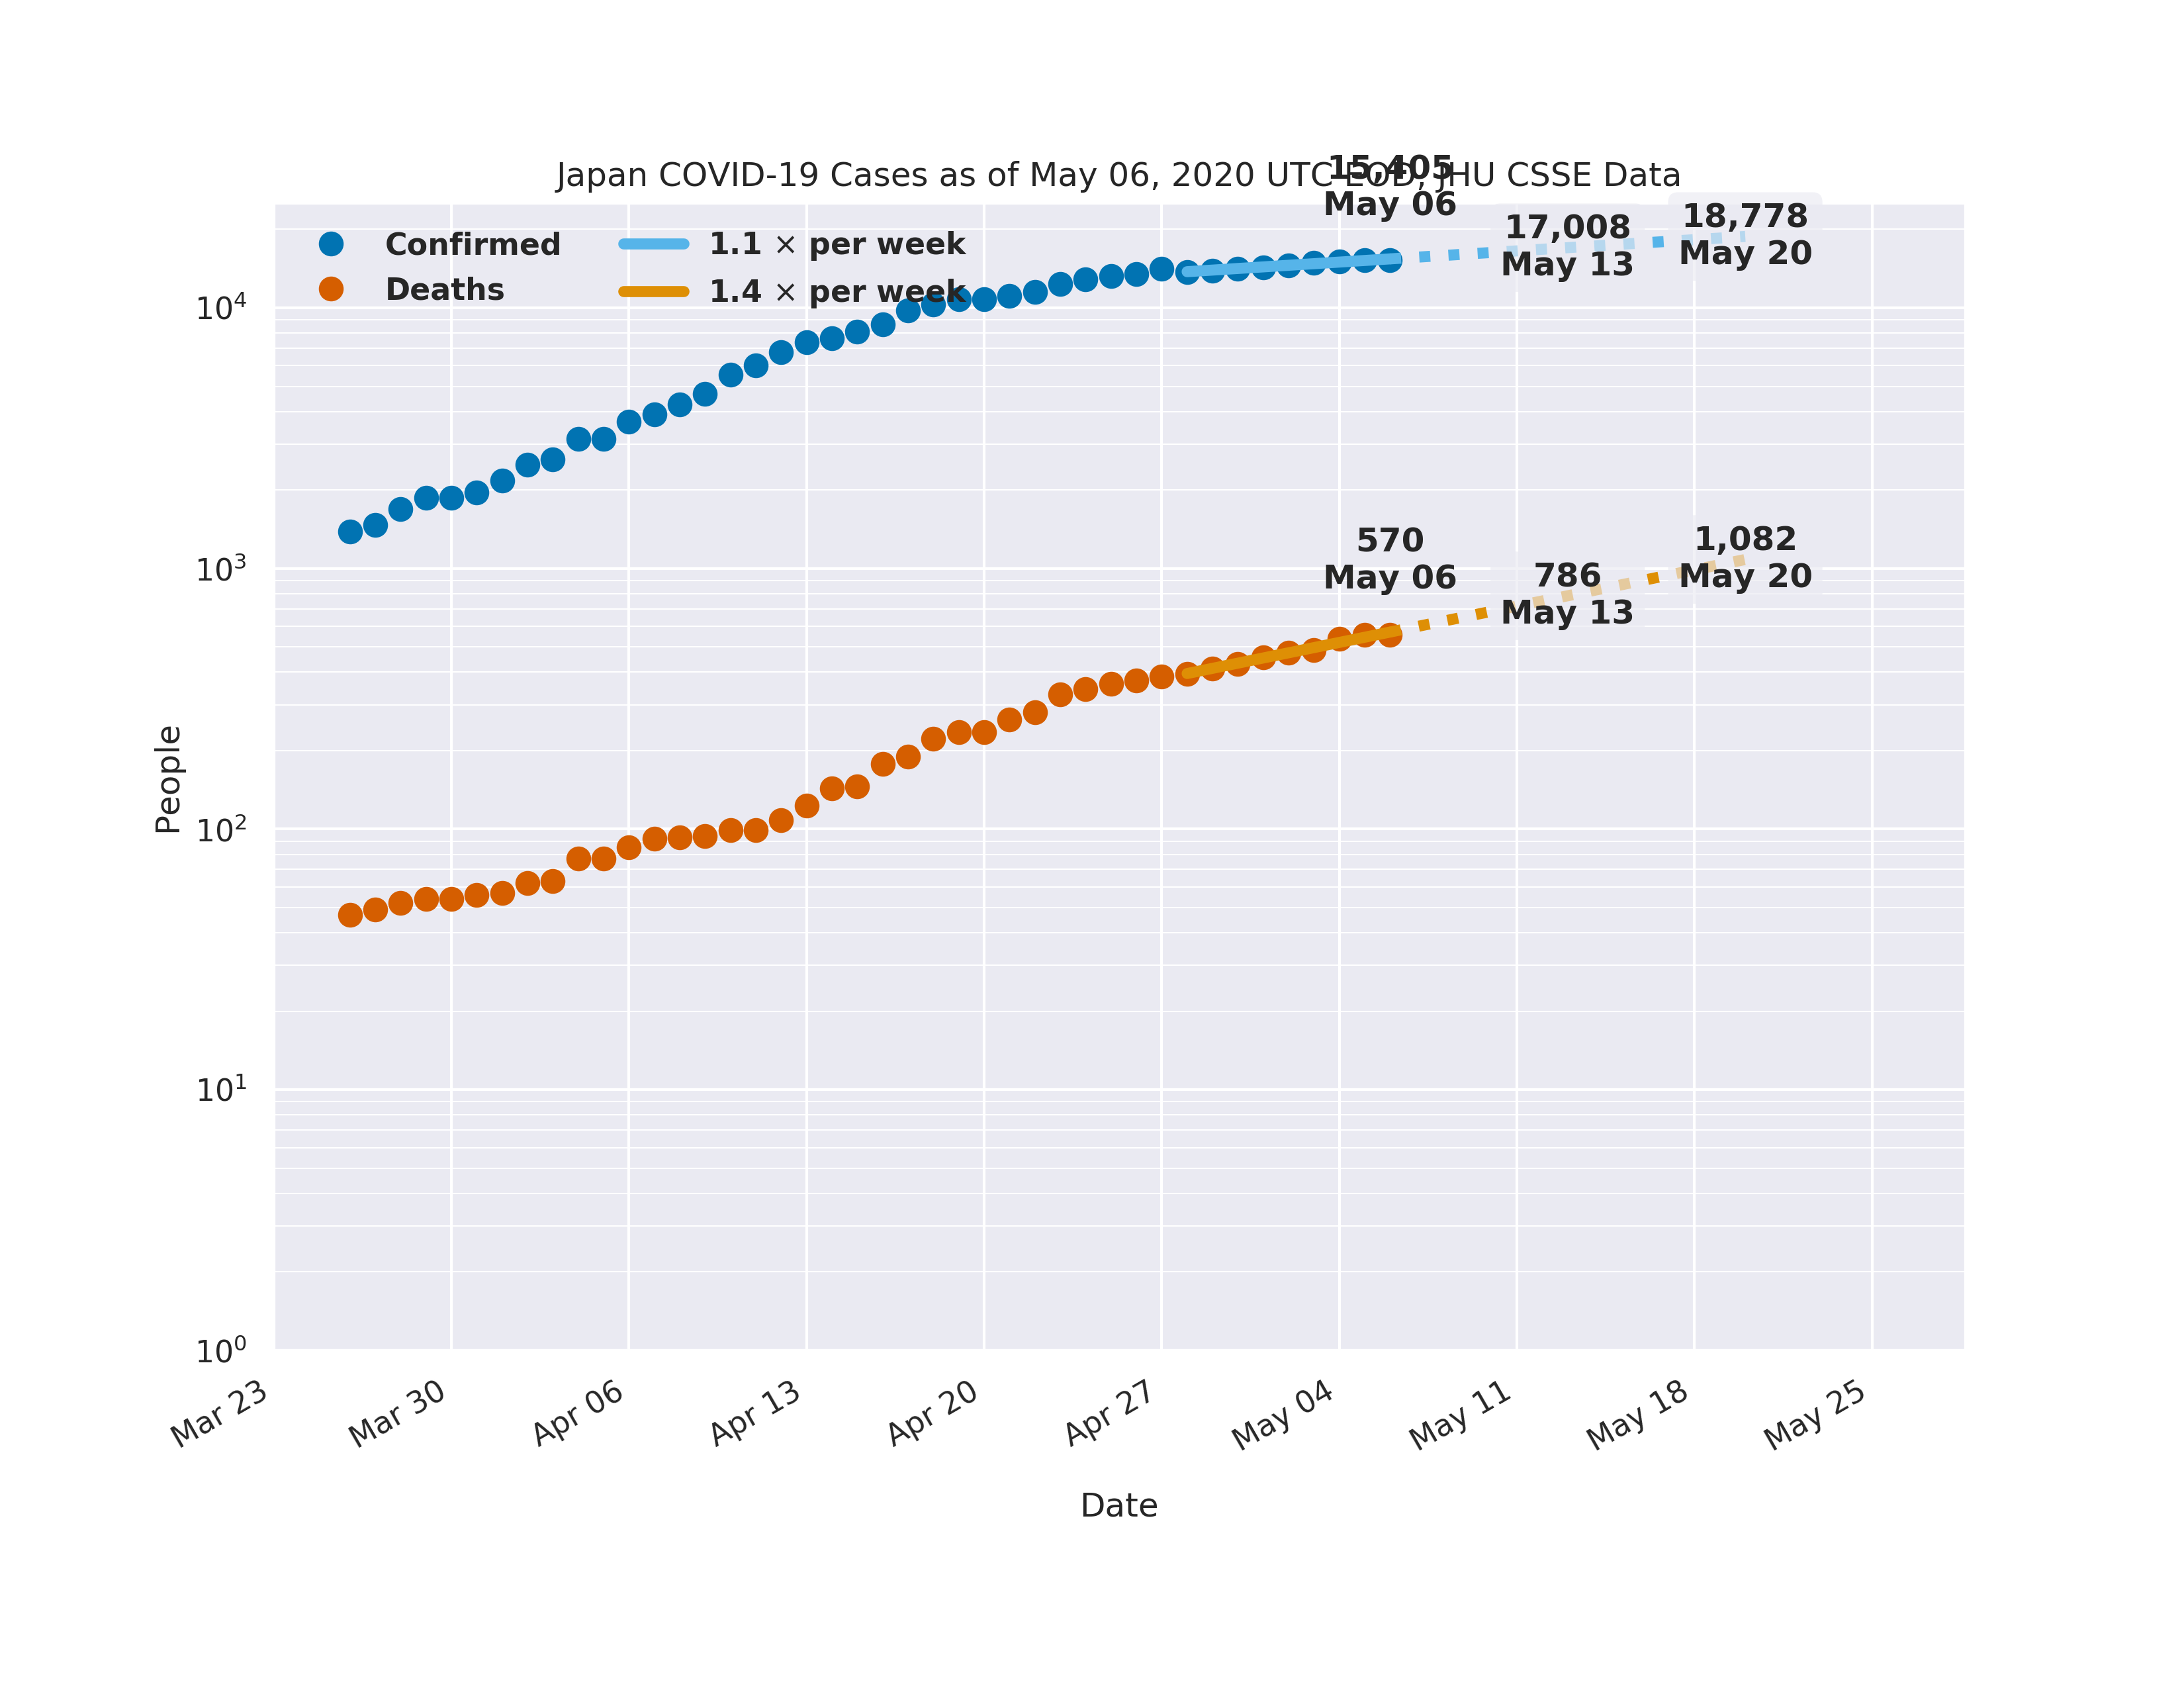 Japan COVID-19 Cases as of May 06, 2020 UTC EOD, JHU CSSE Data
15,405
May 06
17,008
May 13
18,778
May 20
Confirmed
Deaths
1.1 × per week
1.4 × per week
570
May 06
786
May 13
1,082
May 20
People
10⁴
10³
10²
10¹
10⁰
Mar 23
Mar 30
Apr 06
Apr 13
Apr 20
Apr 27
May 04
May 11
May 18
May 25
Date